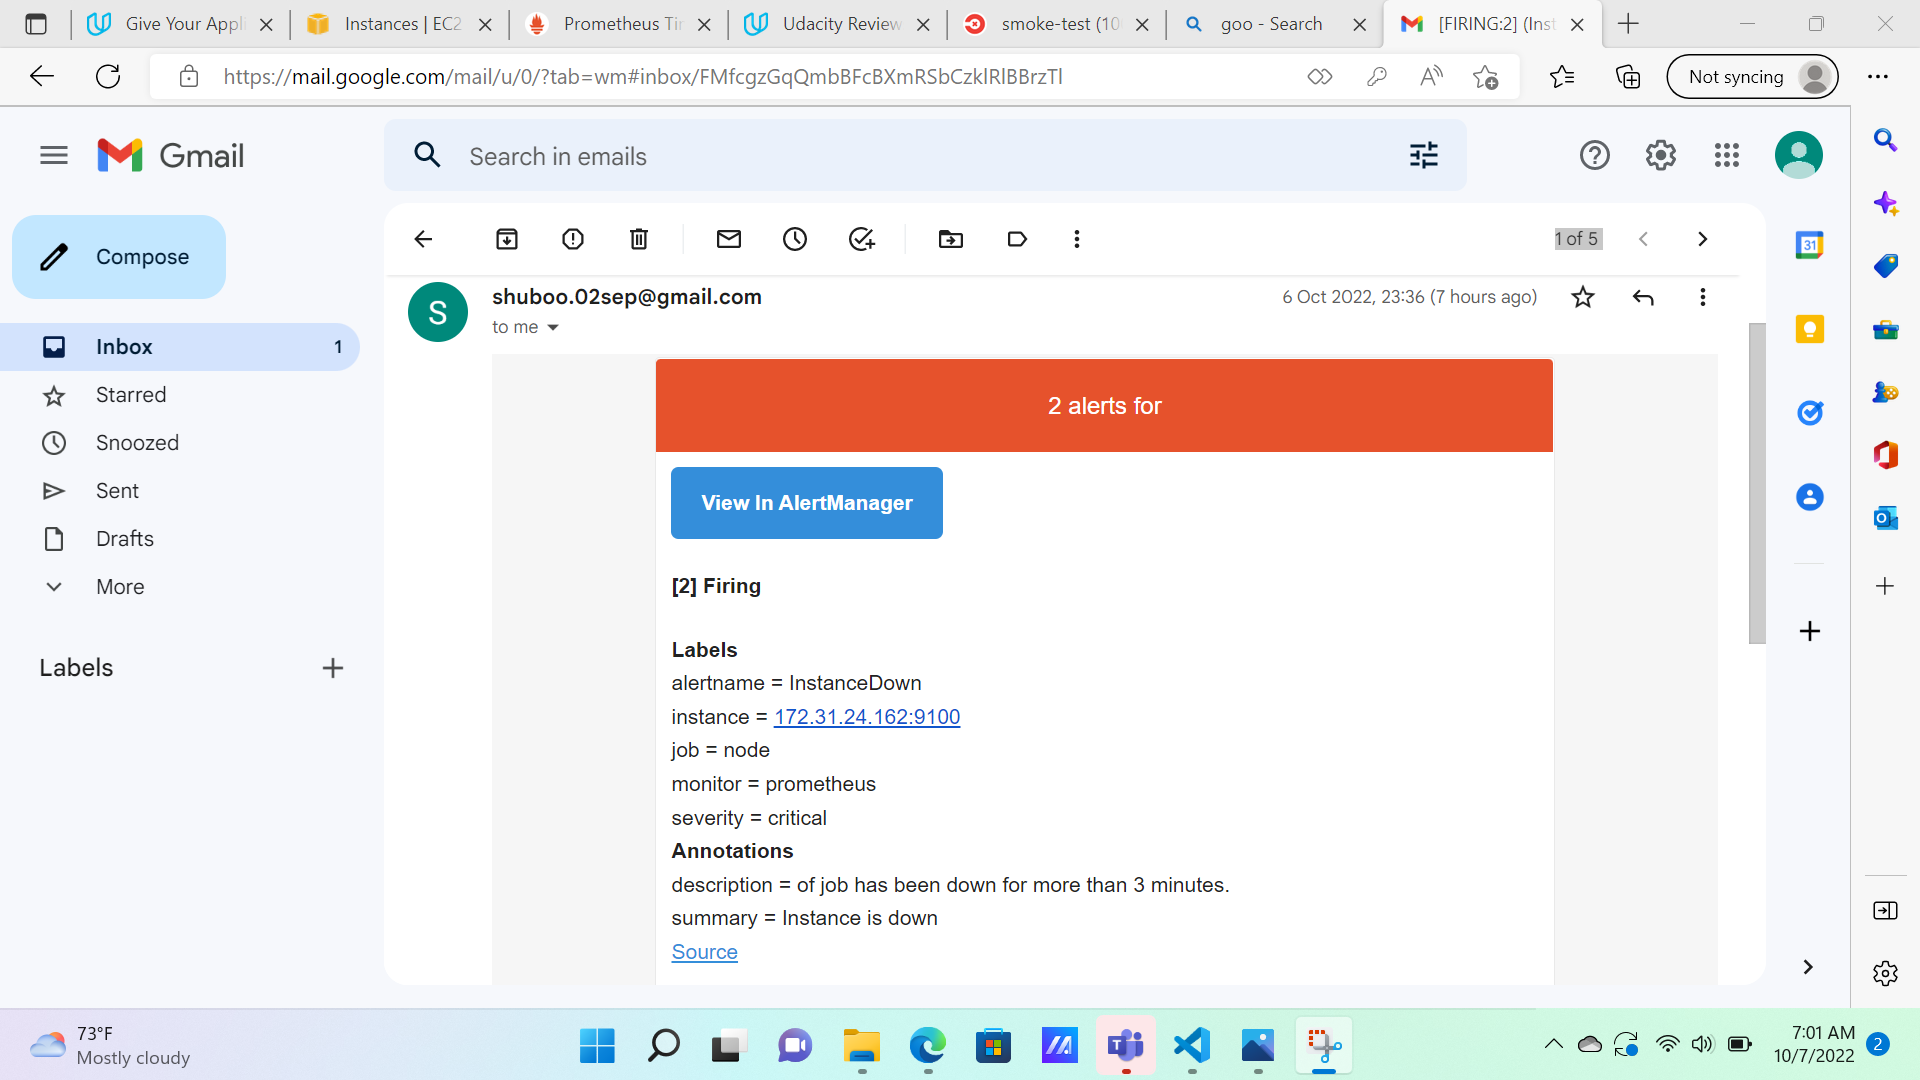 Give Your Appli
Instances | EC2
Prometheus Tim
Udacity Review
smoke-test (10
goo - Search
[FIRING:2] (Inst
https://mail.google.com/mail/u/0/?tab=wm#inbox/FMfcgzGqQmbBFcBXmRSbCzklRlBBrzTl
Not syncing
Gmail
Search in emails
Compose
1 of 5
31
Inbox 1
Starred
Snoozed
Sent
Drafts
More
Labels
S
shuboo.02sep@gmail.com
6 Oct 2022, 23:36 (7 hours ago)
to me
2 alerts for
View In AlertManager
[2] Firing
Labels
alertname = InstanceDown
instance = 172.31.24.162:9100
job = node
monitor = prometheus
severity = critical
Annotations
description = of job has been down for more than 3 minutes.
summary = Instance is down
Source
73°F
Mostly cloudy
7:01 AM
10/7/2022
2